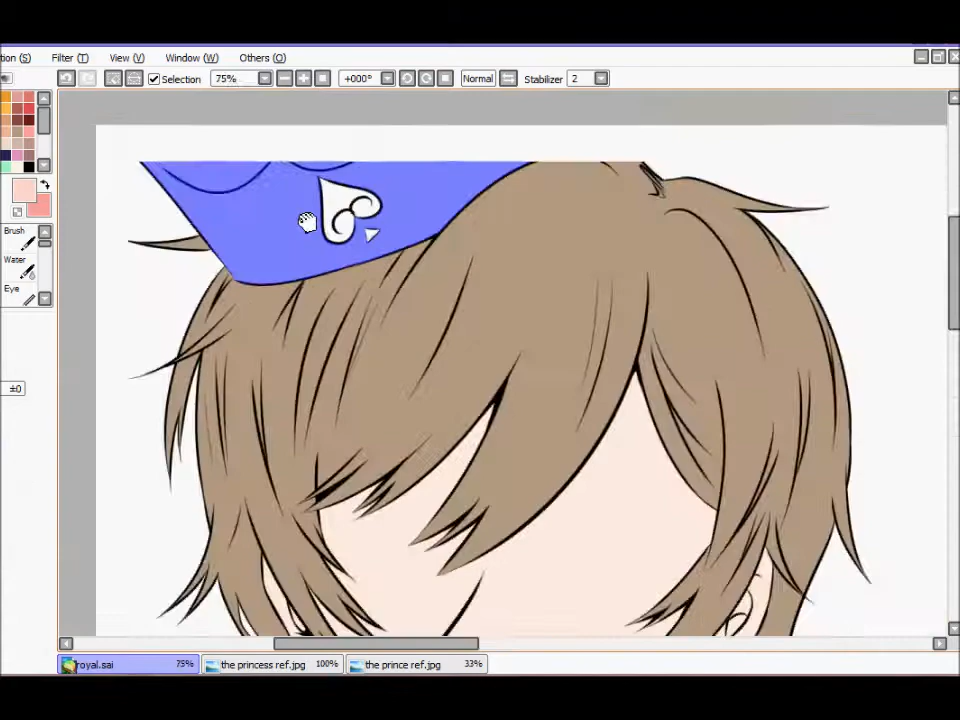 tion (S) Filter (T) View (V) Window (W) Others (O)
Selection 75% +000° Normal Stabilizer 2
Brush
Water
Eye
±0
royal.sai 75% the princess ref.jpg 100% the prince ref.jpg 33%